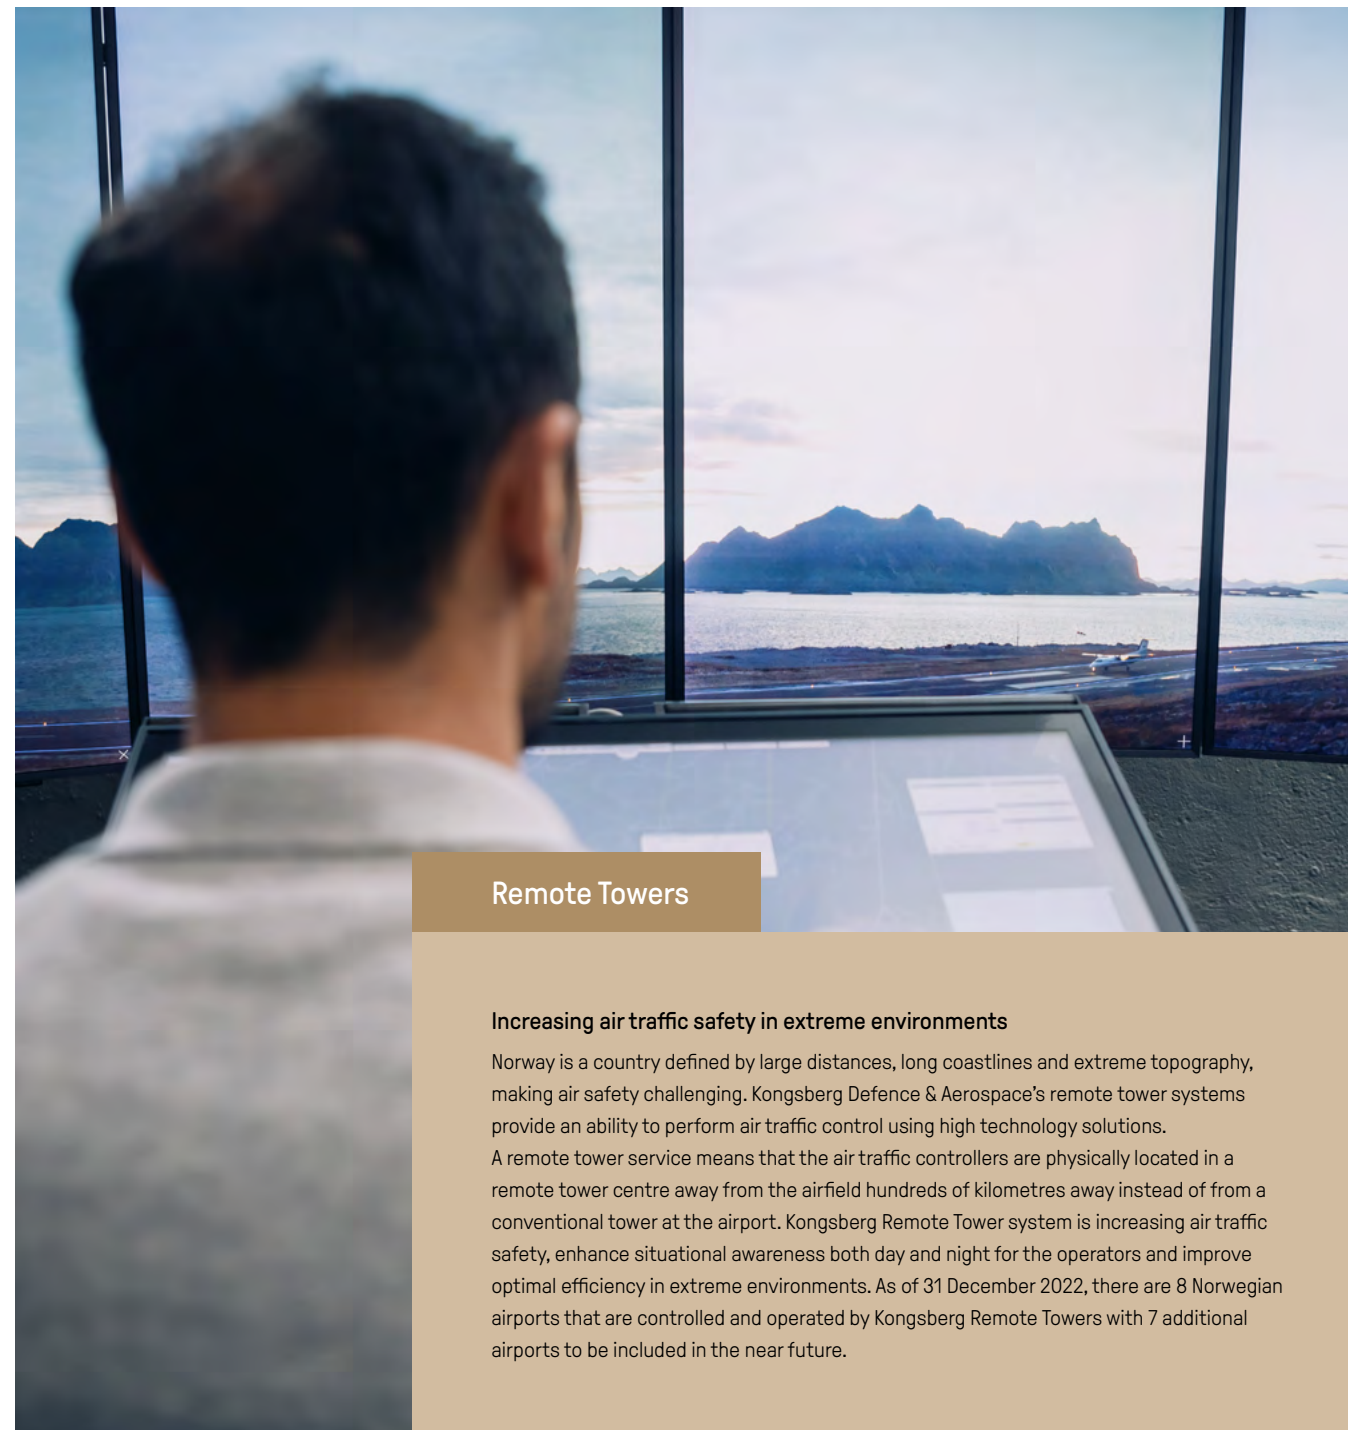 Remote Towers
Increasing air traffic safety in extreme environments
Norway is a country defined by large distances, long coastlines and extreme topography,
making air safety challenging. Kongsberg Defence & Aerospace’s remote tower systems
provide an ability to perform air traffic control using high technology solutions.
A remote tower service means that the air traffic controllers are physically located in a
remote tower centre away from the airfield hundreds of kilometres away instead of from a
conventional tower at the airport. Kongsberg Remote Tower system is increasing air traffic
safety, enhance situational awareness both day and night for the operators and improve
optimal efficiency in extreme environments. As of 31 December 2022, there are 8 Norwegian
airports that are controlled and operated by Kongsberg Remote Towers with 7 additional
airports to be included in the near future.